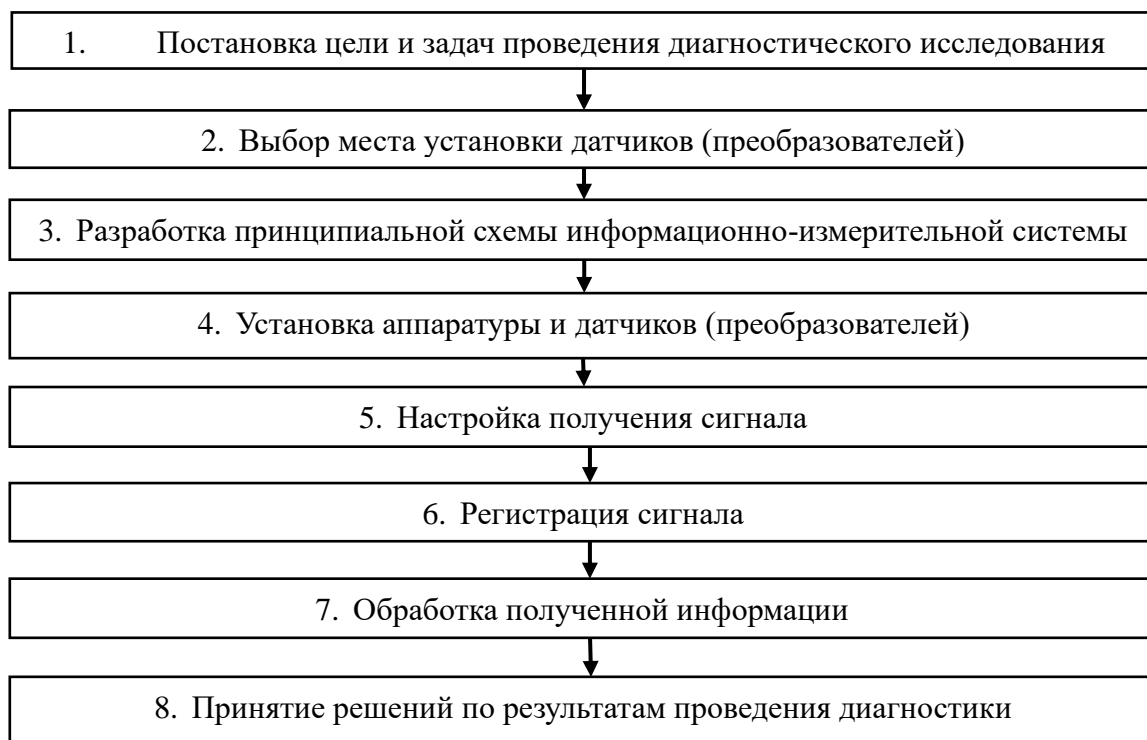 1. Постановка цели и задач проведения диагностического исследования
2. Выбор места установки датчиков (преобразователей)
3. Разработка принципиальной схемы информационно-измерительной системы
4. Установка аппаратуры и датчиков (преобразователей)
5. Настройка получения сигнала
6. Регистрация сигнала
7. Обработка полученной информации
8. Принятие решений по результатам проведения диагностики